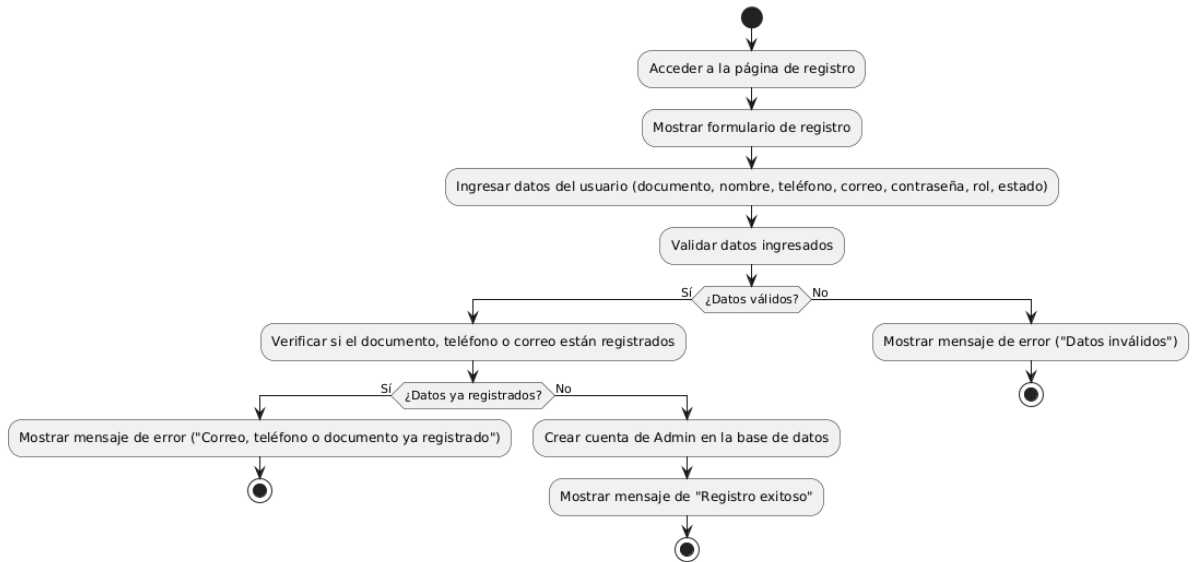 Acceder a la página de registro
Mostrar formulario de registro
Ingresar datos del usuario (documento, nombre, teléfono, correo, contraseña, rol, estado)
Validar datos ingresados
Sí
¿Datos válidos?
No
Verificar si el documento, teléfono o correo están registrados
Mostrar mensaje de error ("Datos inválidos")
Sí
¿Datos ya registrados?
No
Mostrar mensaje de error ("Correo, teléfono o documento ya registrado")
Crear cuenta de Admin en la base de datos
Mostrar mensaje de "Registro exitoso"